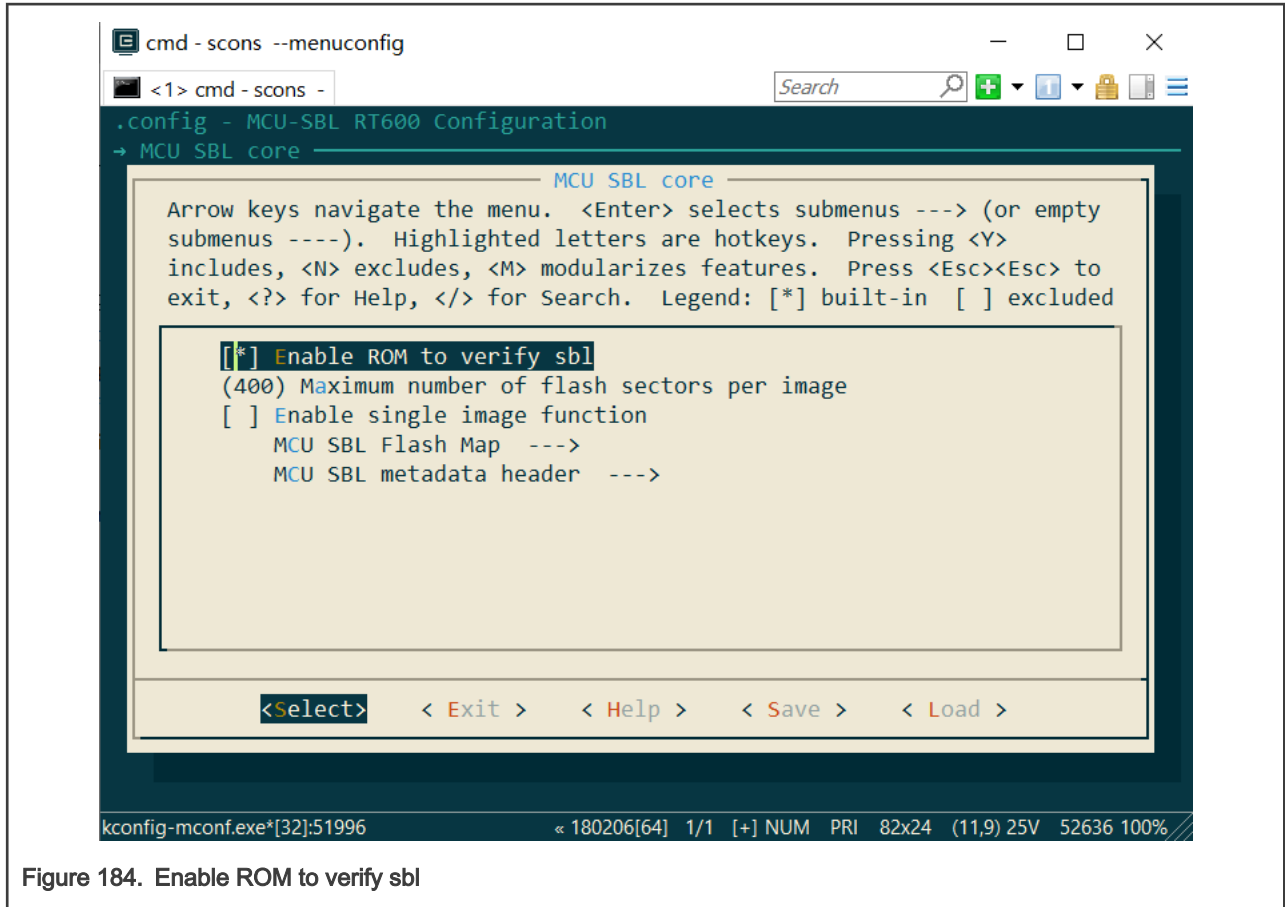 cmd - scons --menuconfig
<1> cmd - scons -
Search
.config - MCU-SBL RT600 Configuration
→ MCU SBL core
MCU SBL core
Arrow keys navigate the menu. <Enter> selects submenus ---> (or empty
submenus ----). Highlighted letters are hotkeys. Pressing <Y>
includes, <N> excludes, <M> modularizes features. Press <Esc><Esc> to
exit, <?> for Help, </> for Search. Legend: [*] built-in [ ] excluded
[*] Enable ROM to verify sbl
(400) Maximum number of flash sectors per image
[ ] Enable single image function
MCU SBL Flash Map --->
MCU SBL metadata header --->
<Select> < Exit > < Help > < Save > < Load >
kconfig-mconf.exe*[32]:51996 « 180206[64] 1/1 [+] NUM PRI 82x24 (11,9) 25V 52636 100%
Figure 184. Enable ROM to verify sbl